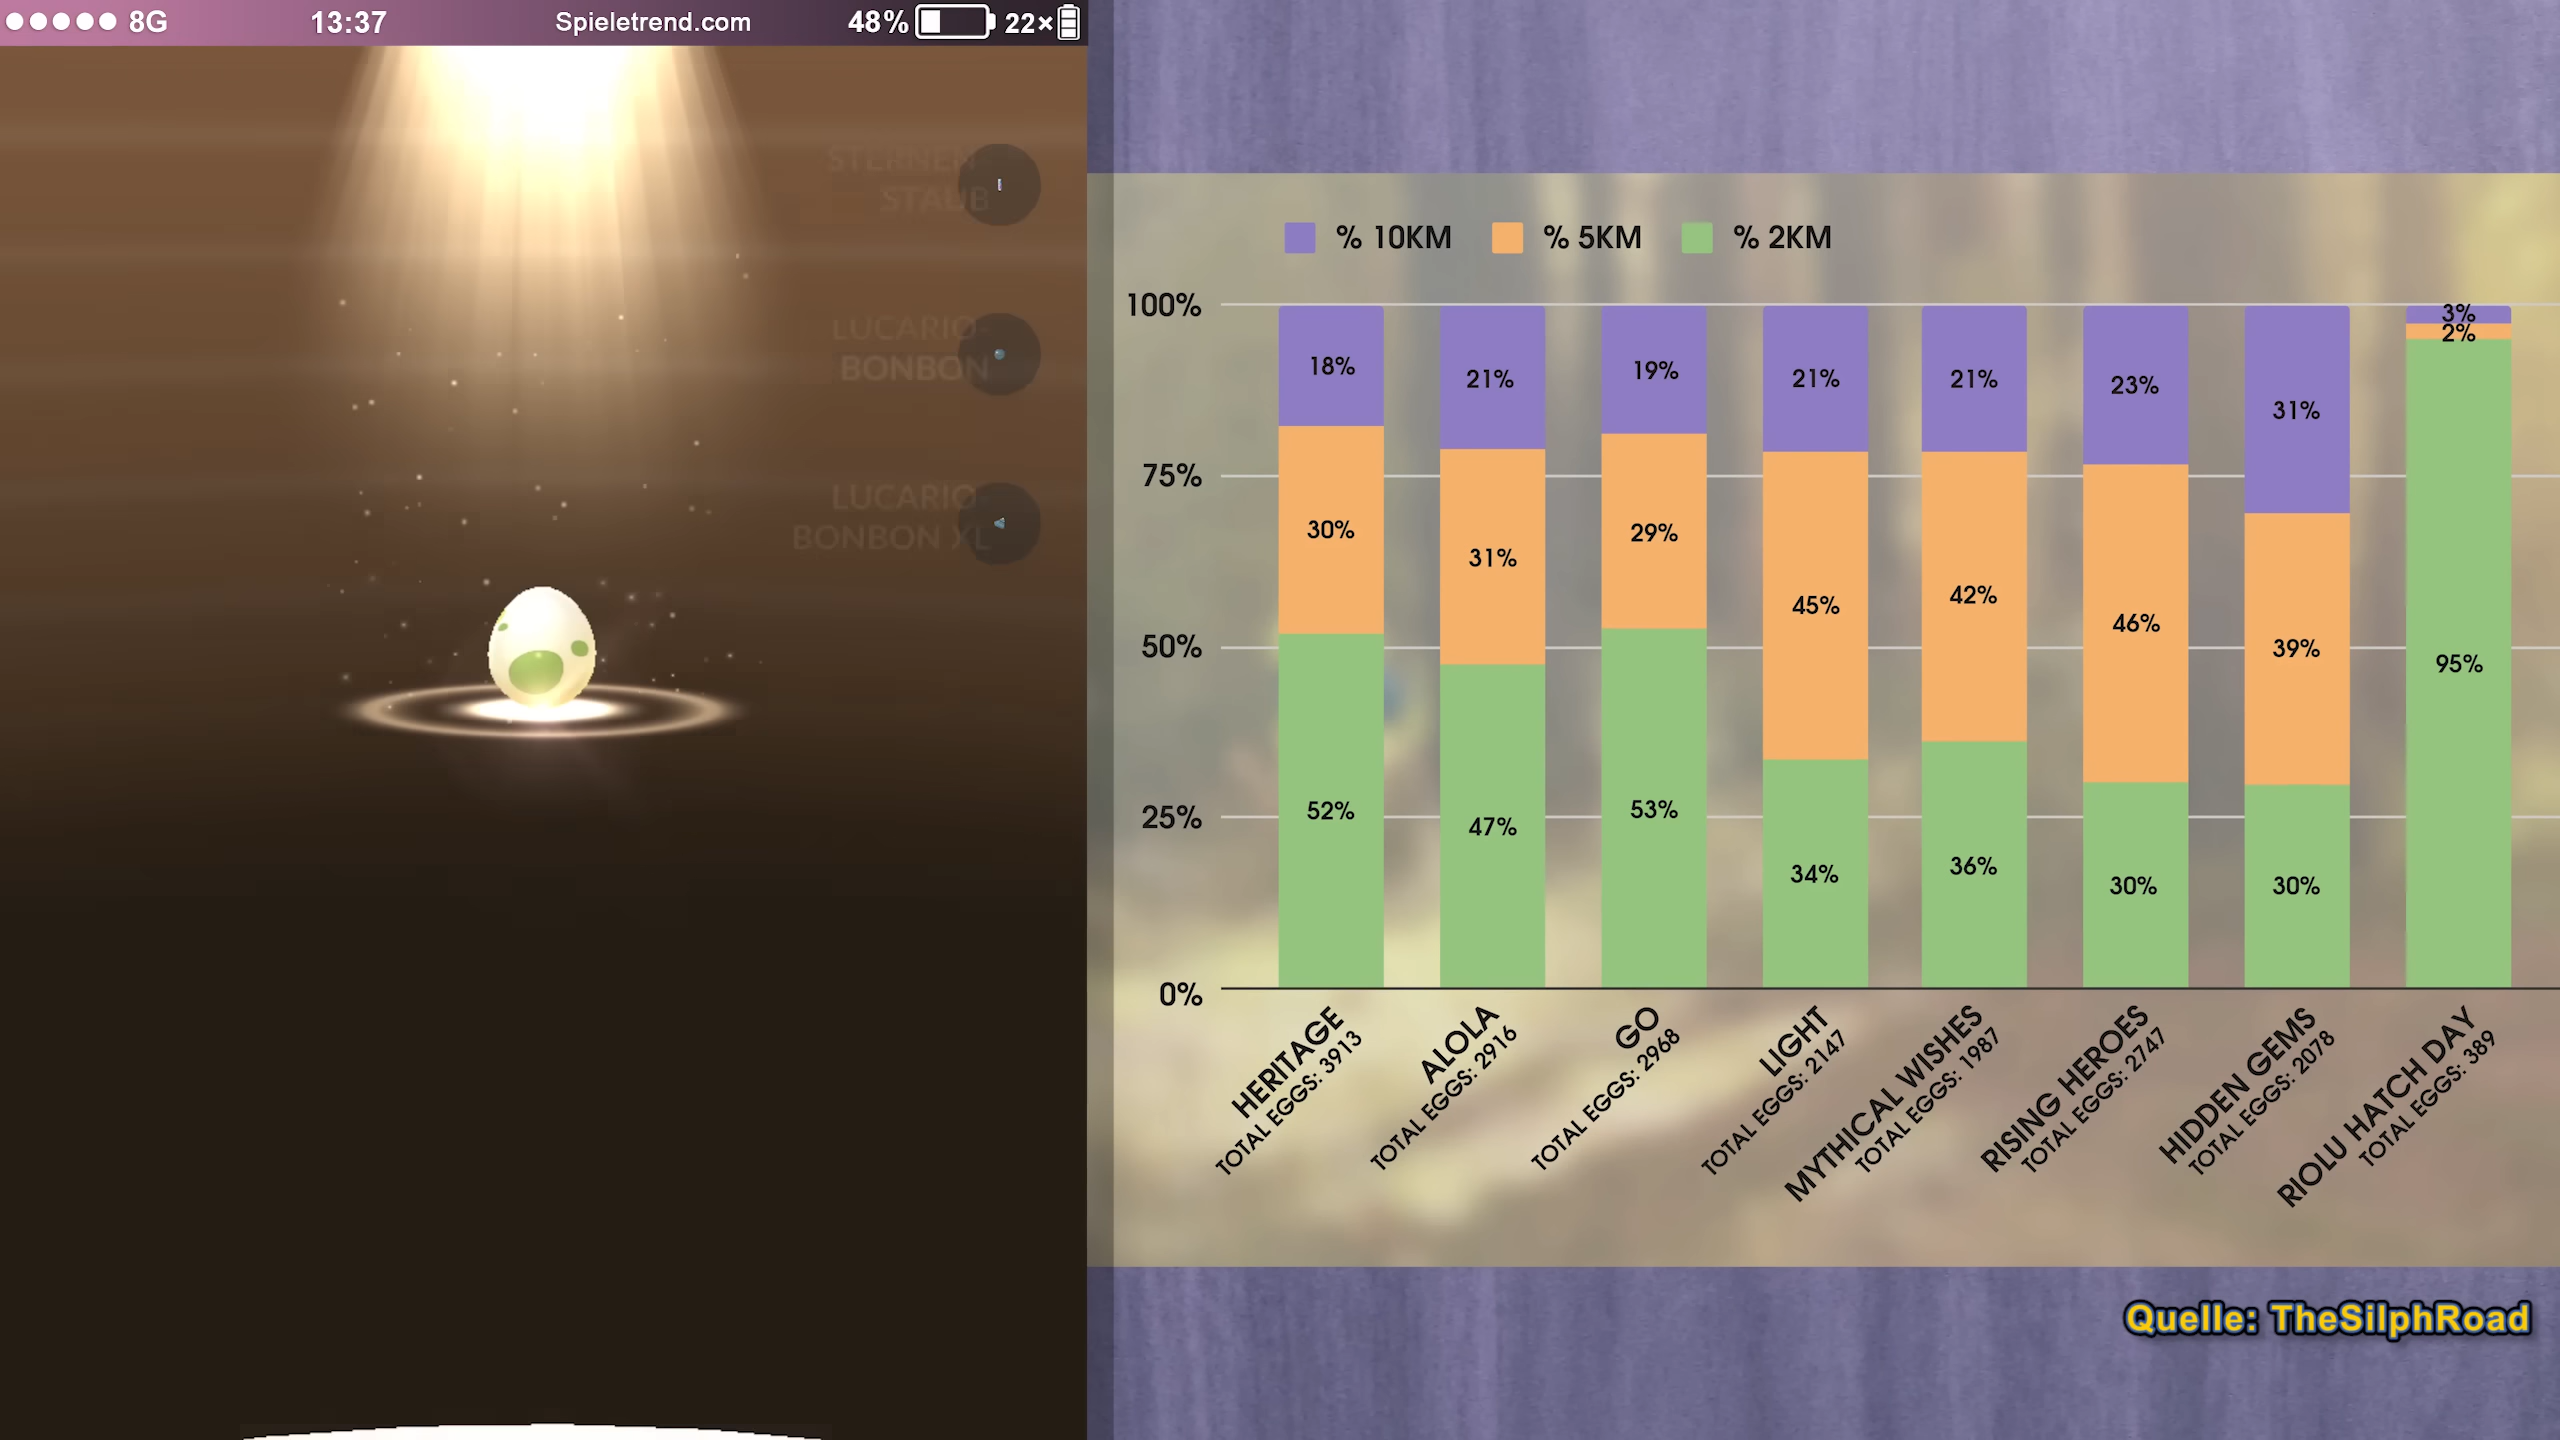 8G 13:37 Spieletrend.com 48% 22×
STERNEN
STAUB
LUCARIO-
BONBON
LUCARIO
BONBON XL
% 10KM % 5KM % 2KM
100%
75%
50%
25%
0%
18% 21% 19% 21% 21% 23% 31% 3%
30% 31% 29% 45% 42% 46% 39% 2%
52% 47% 53% 34% 36% 30% 30% 95%
HERITAGE
TOTAL EGGS: 3913
ALOLA
TOTAL EGGS: 2916
GO
TOTAL EGGS: 2968
LIGHT
TOTAL EGGS: 2147
MYTHICAL WISHES
TOTAL EGGS: 1987
RISING HEROES
TOTAL EGGS: 2747
HIDDEN GEMS
TOTAL EGGS: 2078
RIOLU HATCH DAY
TOTAL EGGS: 389
Quelle: TheSilphRoad